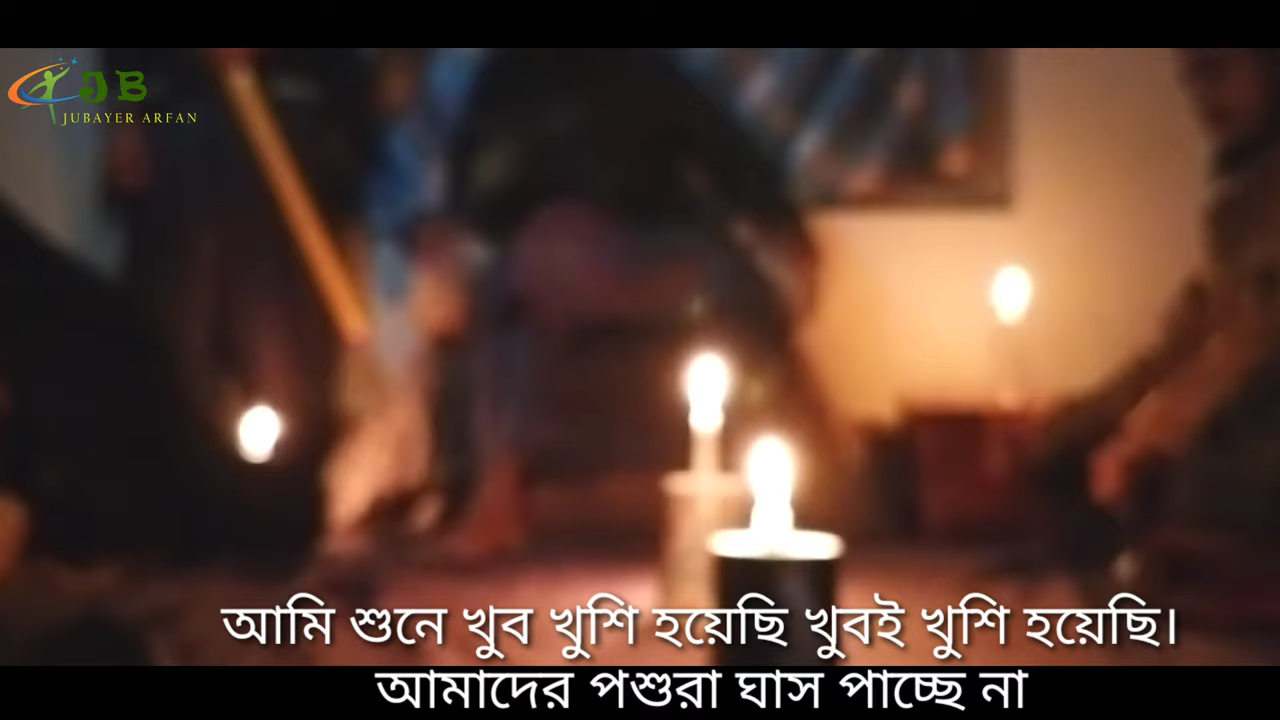 JB
JUBAYER ARFAN
আমি শুনে খুব খুশি হয়েছি খুবই খুশি হয়েছি।
আমাদের পশুরা ঘাস পাচ্ছে না